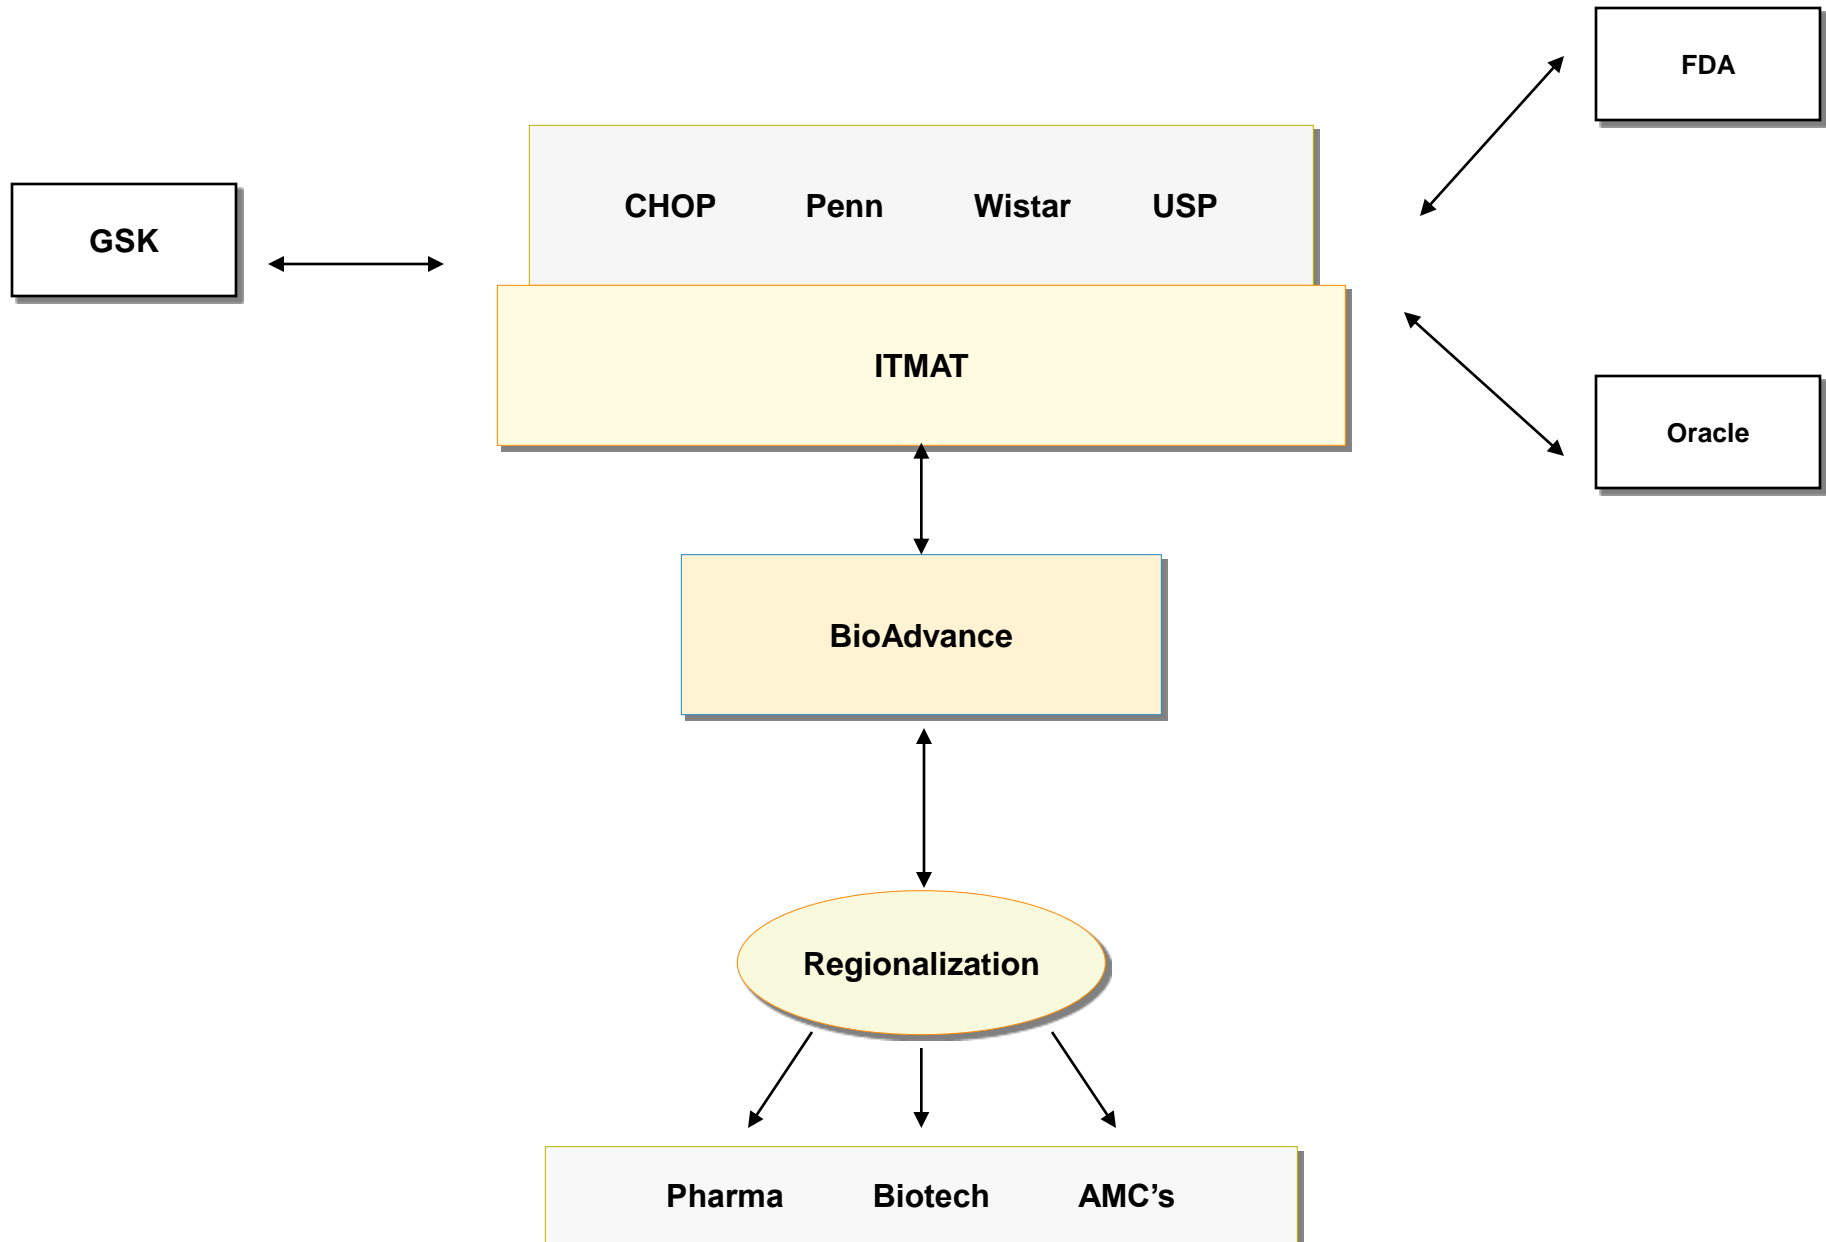 FDA
CHOP Penn Wistar USP
GSK
ITMAT
Oracle
BioAdvance
Regionalization
Pharma Biotech AMC’s